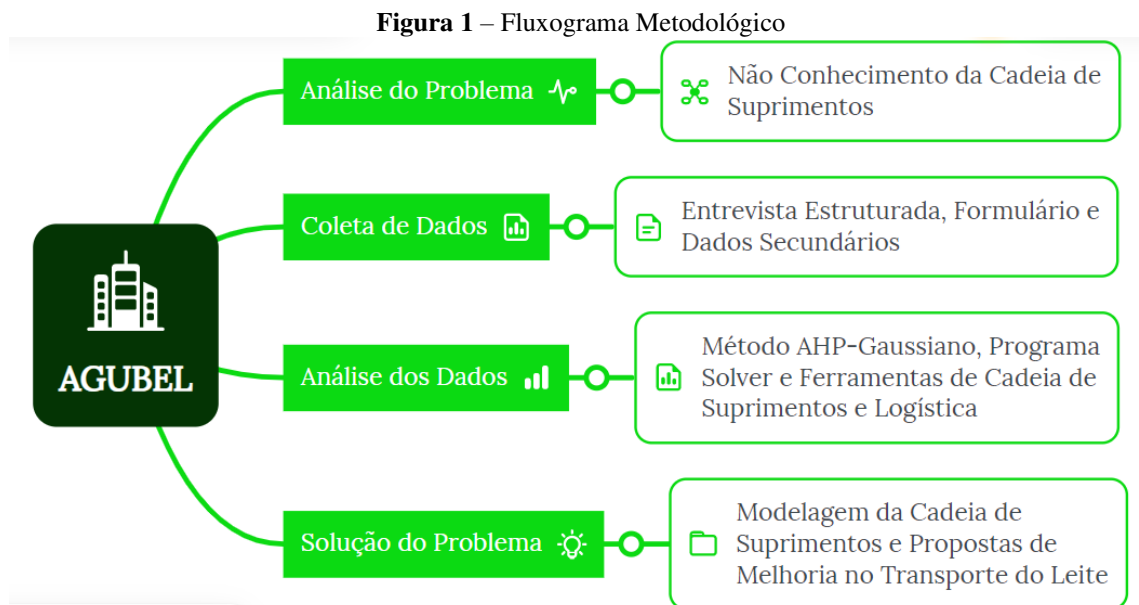 Figura 1 – Fluxograma Metodológico
Análise do Problema
Não Conhecimento da Cadeia de
Suprimentos
Coleta de Dados
Entrevista Estruturada, Formulário e
Dados Secundários
AGUBEL
Análise dos Dados
Método AHP-Gaussiano, Programa
Solver e Ferramentas de Cadeia de
Suprimentos e Logística
Solução do Problema
Modelagem da Cadeia de
Suprimentos e Propostas de
Melhoria no Transporte do Leite